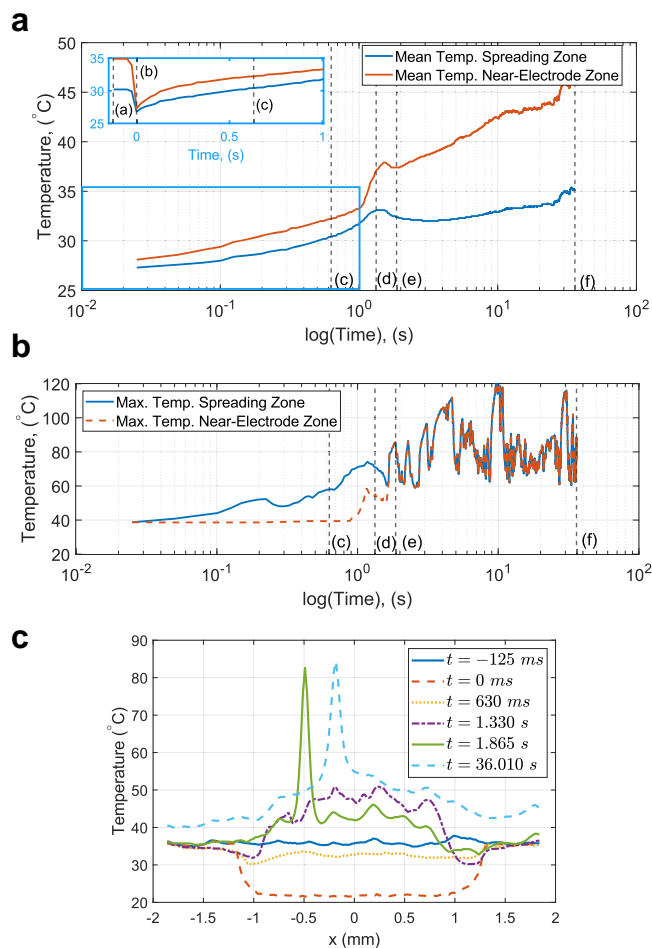 a
50
45
40
35
30
25
Temperature, (°C)
Mean Temp. Spreading Zone
Mean Temp. Near-Electrode Zone
35
30
25
(a)
(b)
(c)
0
0.5
1
Time, (s)
(c)
(d)
(e)
(f)
10^-2
10^-1
10^0
10^1
10^2
log(Time), (s)
b
120
100
80
60
40
20
Temperature, (°C)
Max. Temp. Spreading Zone
Max. Temp. Near-Electrode Zone
(c)
(d)
(e)
(f)
10^-2
10^-1
10^0
10^1
10^2
log(Time), (s)
c
90
80
70
60
50
40
30
20
Temperature (°C)
t = −125 ms
t = 0 ms
t = 630 ms
t = 1.330 s
t = 1.865 s
t = 36.010 s
-2
-1.5
-1
-0.5
0
0.5
1
1.5
2
x (mm)